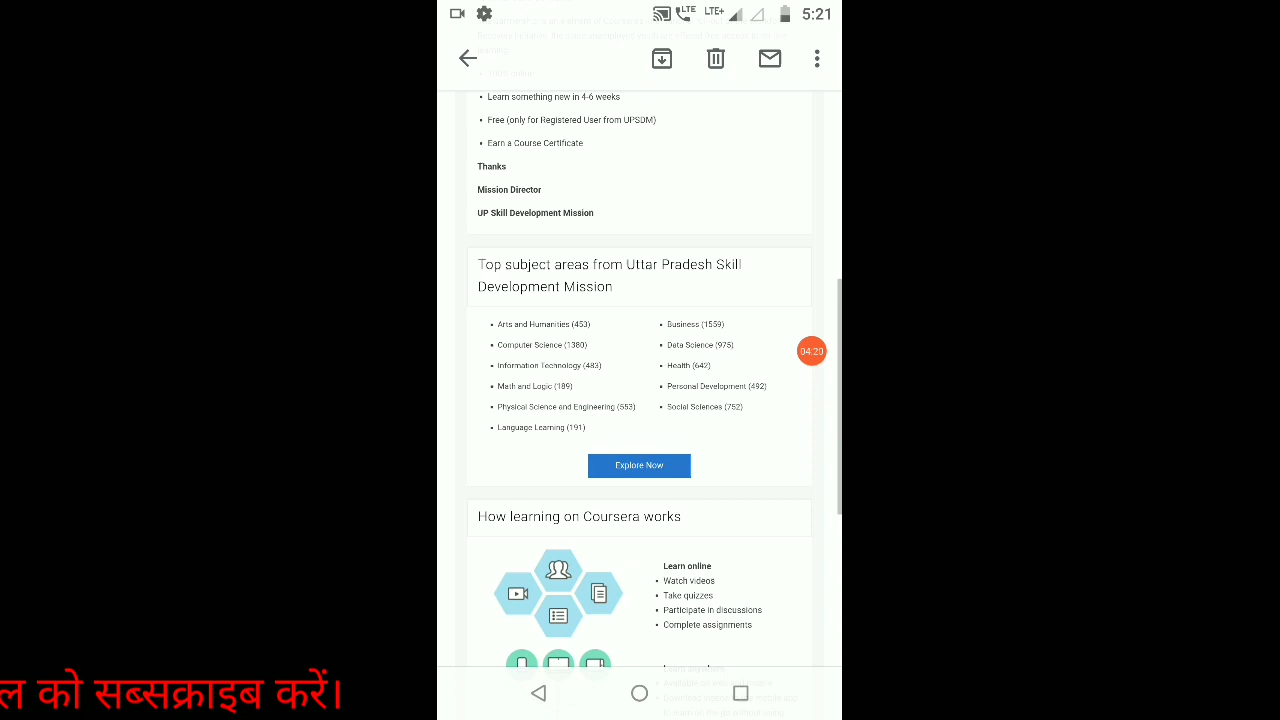 LTE LTE+ 5:21
Learn something new in 4-6 weeks
Free (only for Registered User from UPSDM)
Earn a Course Certificate
Thanks
Mission Director
UP Skill Development Mission
Top subject areas from Uttar Pradesh Skill
Development Mission
Arts and Humanities (453) Business (1559)
Computer Science (1380) Data Science (975)
Information Technology (483) Health (642)
Math and Logic (189) Personal Development (492)
Physical Science and Engineering (553) Social Sciences (752)
Language Learning (191)
04:20
Explore Now
How learning on Coursera works
Learn online
Watch videos
Take quizzes
Participate in discussions
Complete assignments
को सब्सक्राइब करें।